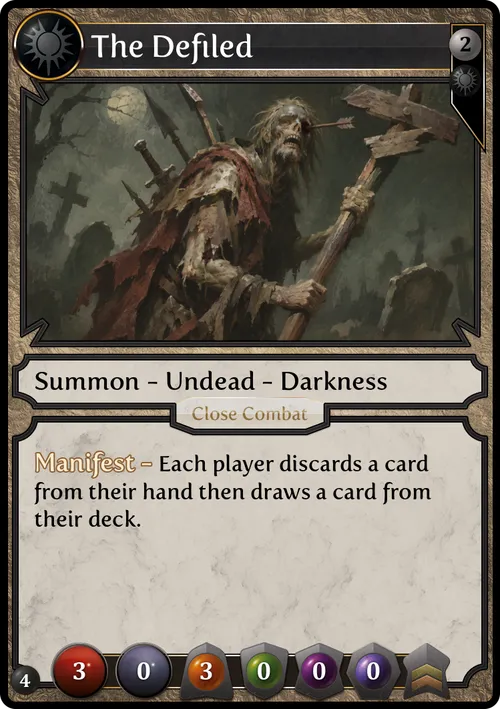 The Defiled
2
Summon - Undead - Darkness
Close Combat
Manifest - Each player discards a card
from their hand then draws a card from
their deck.
4 3* 0* 3 0 0 0